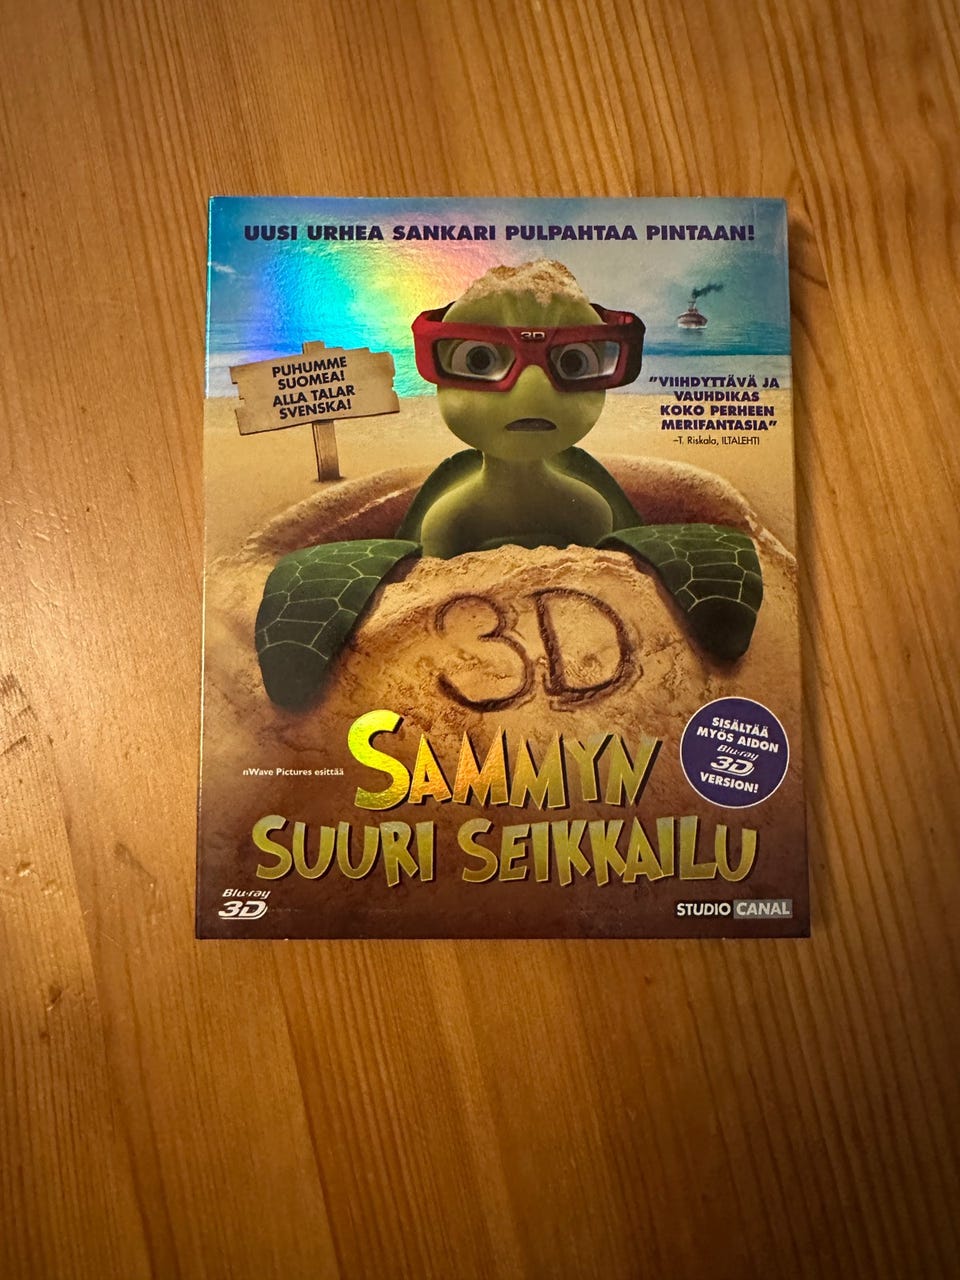 UUSI URHEA SANKARI PULPAHTAA PINTAAN!
3D
PUHUMME
SUOMEA!
ALLA TALAR
SVENSKA!
"VIIHDYTTÄVÄ JA
VAUHDIKAS
KOKO PERHEEN
MERIFANTASIA"
–T. Riskala, ILTALEHTI
3D
SISÄLTÄÄ
MYÖS AIDON
Blu-ray
3D
VERSION!
nWave Pictures esittää
SAMMYN
SUURI SEIKKAILU
Blu-ray
3D
STUDIO CANAL